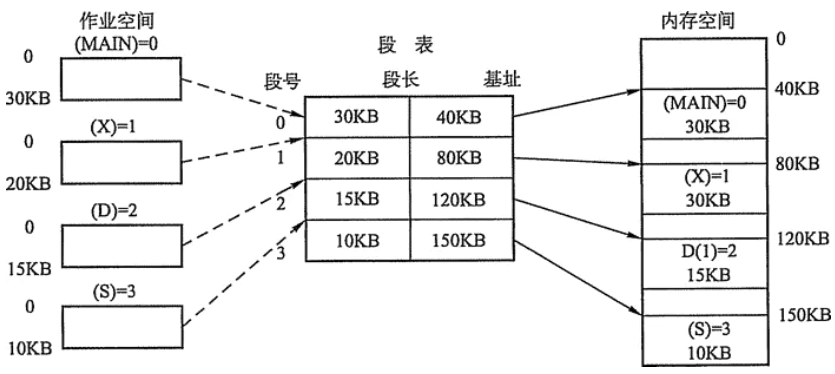 作业空间
(MAIN)=0
0
30KB
(X)=1
0
20KB
(D)=2
0
15KB
(S)=3
0
10KB
段 表
段号 段长 基址
0 30KB 40KB
1 20KB 80KB
2 15KB 120KB
3 10KB 150KB
内存空间
0
40KB
(MAIN)=0
30KB
80KB
(X)=1
30KB
120KB
D(1)=2
15KB
150KB
(S)=3
10KB